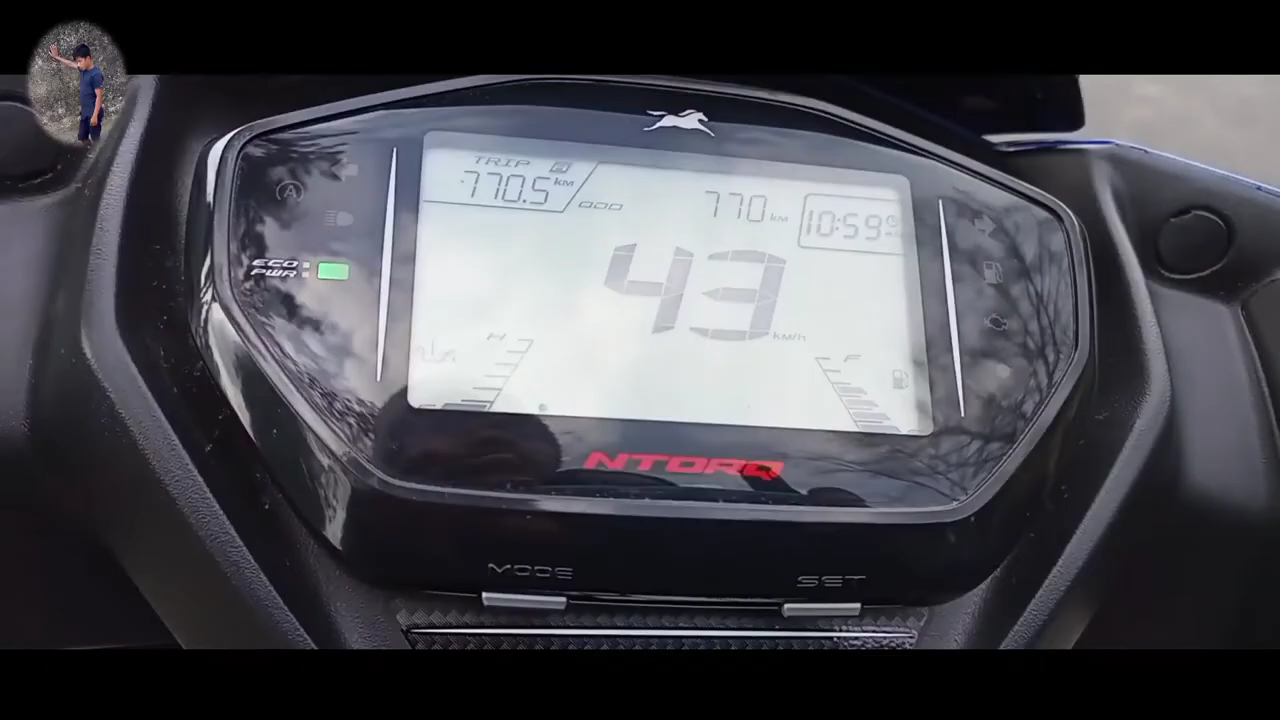 TRIP
770.5 km
770 km
10:59
A
ECO
PWR
43 km/h
H
F
NTORQ
MODE
SET